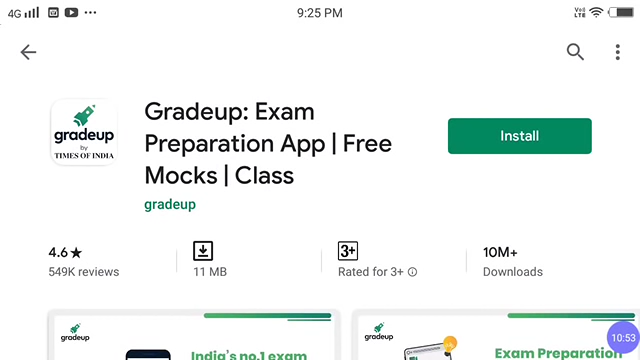 4G 9:25 PM Vo) LTE
gradeup
by
TIMES OF INDIA
Gradeup: Exam
Preparation App | Free
Mocks | Class
gradeup
Install
4.6★ 3+ 10M+
549K reviews 11 MB Rated for 3+ Downloads
gradeup
India's no.1 exam
gradeup
Exam Preparation
10:53